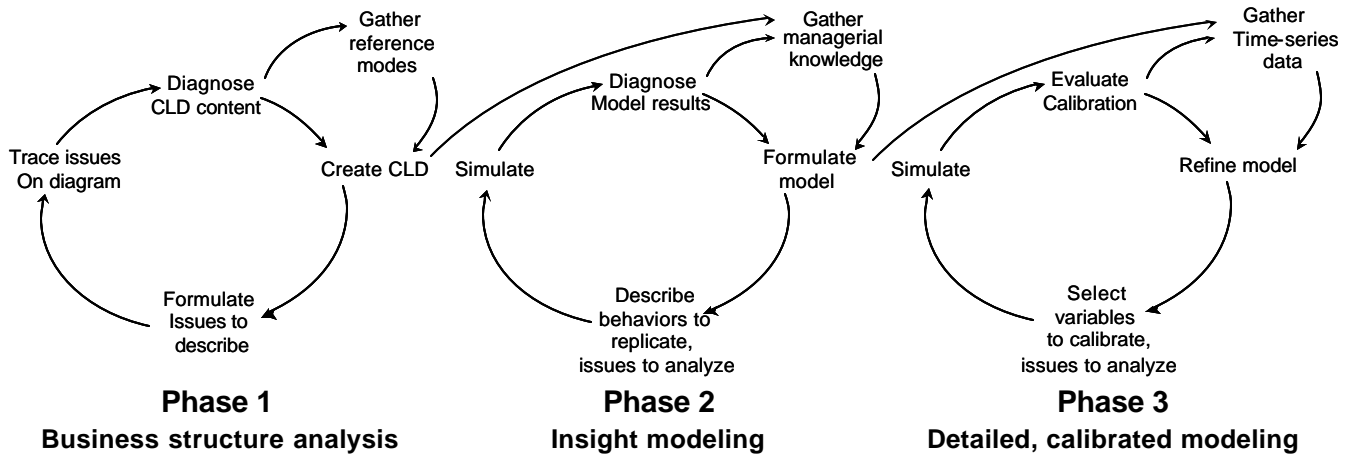 Gather
reference
modes
Diagnose
CLD content
Trace issues
On diagram
Create CLD
Formulate
Issues to
describe
Phase 1
Business structure analysis
Gather
managerial
knowledge
Diagnose
Model results
Simulate
Formulate
model
Describe
behaviors to
replicate,
issues to analyze
Phase 2
Insight modeling
Gather
Time-series
data
Evaluate
Calibration
Simulate
Refine model
Select
variables
to calibrate,
issues to analyze
Phase 3
Detailed, calibrated modeling